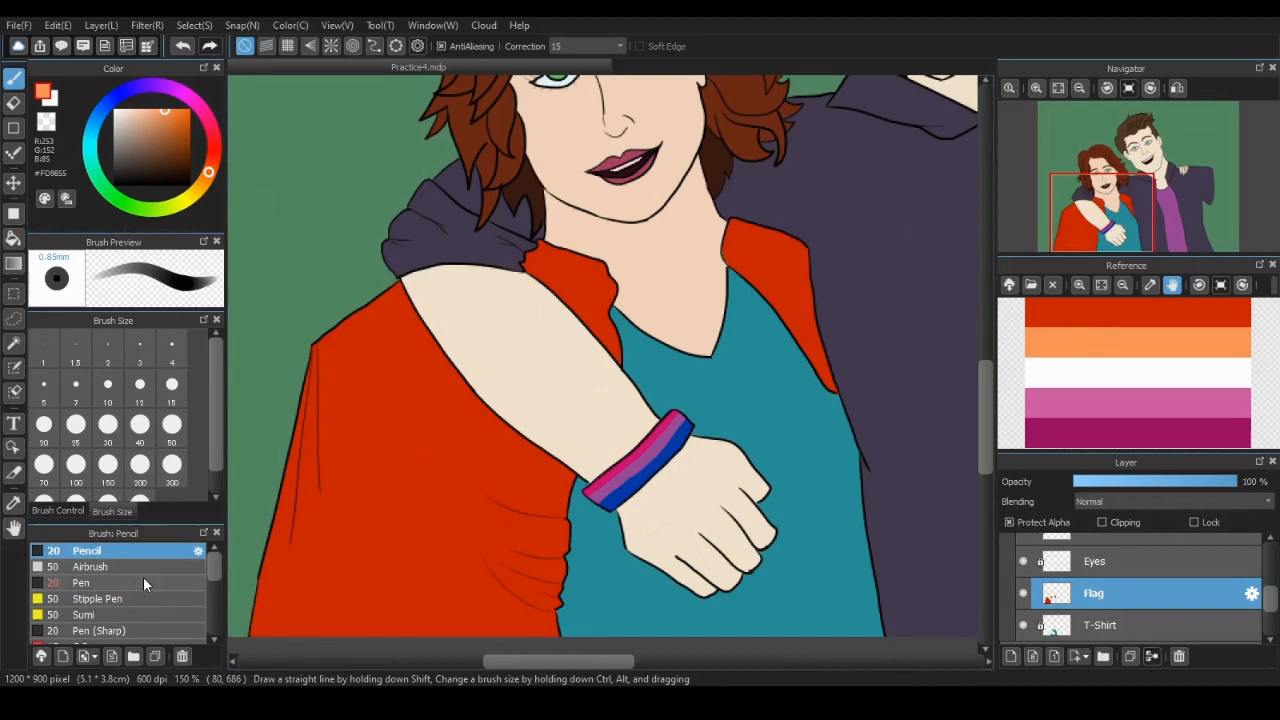 File(F) Edit(E) Layer(L) Filter(R) Select(S) Snap(N) Color(C) View(V) Tool(T) Window(W) Cloud Help
AntiAliasing Correction 15 Soft Edge
Color
Practice4.mdp
Navigator
R:253
G:152
B:85
#FD9855
Brush Preview
0.85mm
Reference
Brush Size
1 1.5 2 3 4
5 7 10 12 15
20 25 30 40 50
70 100 150 200 300
Brush Control Brush Size
Brush: Pencil
20 Pencil
50 Airbrush
20 Pen
50 Stipple Pen
50 Sumi
20 Pen (Sharp)
Layer
Opacity 100 %
Blending Normal
Protect Alpha Clipping Lock
Eyes
Flag
T-Shirt
1200 * 900 pixel (5.1 * 3.8cm) 600 dpi 150 % ( 80, 686 ) Draw a straight line by holding down Shift, Change a brush size by holding down Ctrl, Alt, and dragging